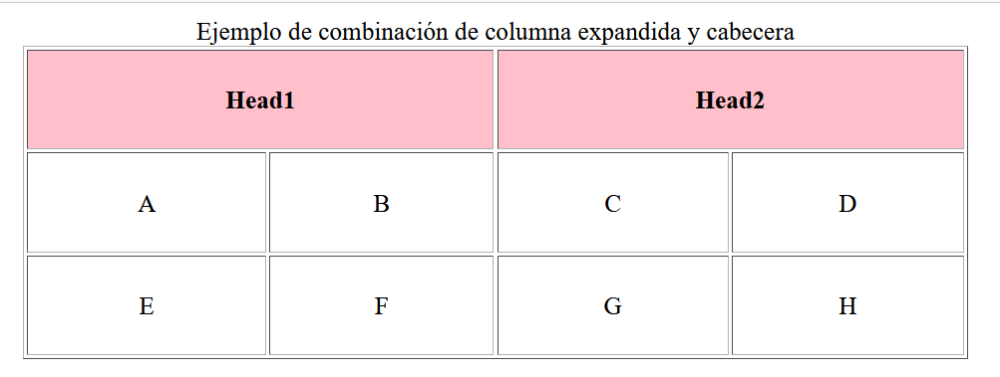 Ejemplo de combinación de columna expandida y cabecera
Head1 Head2
A B C D
E F G H